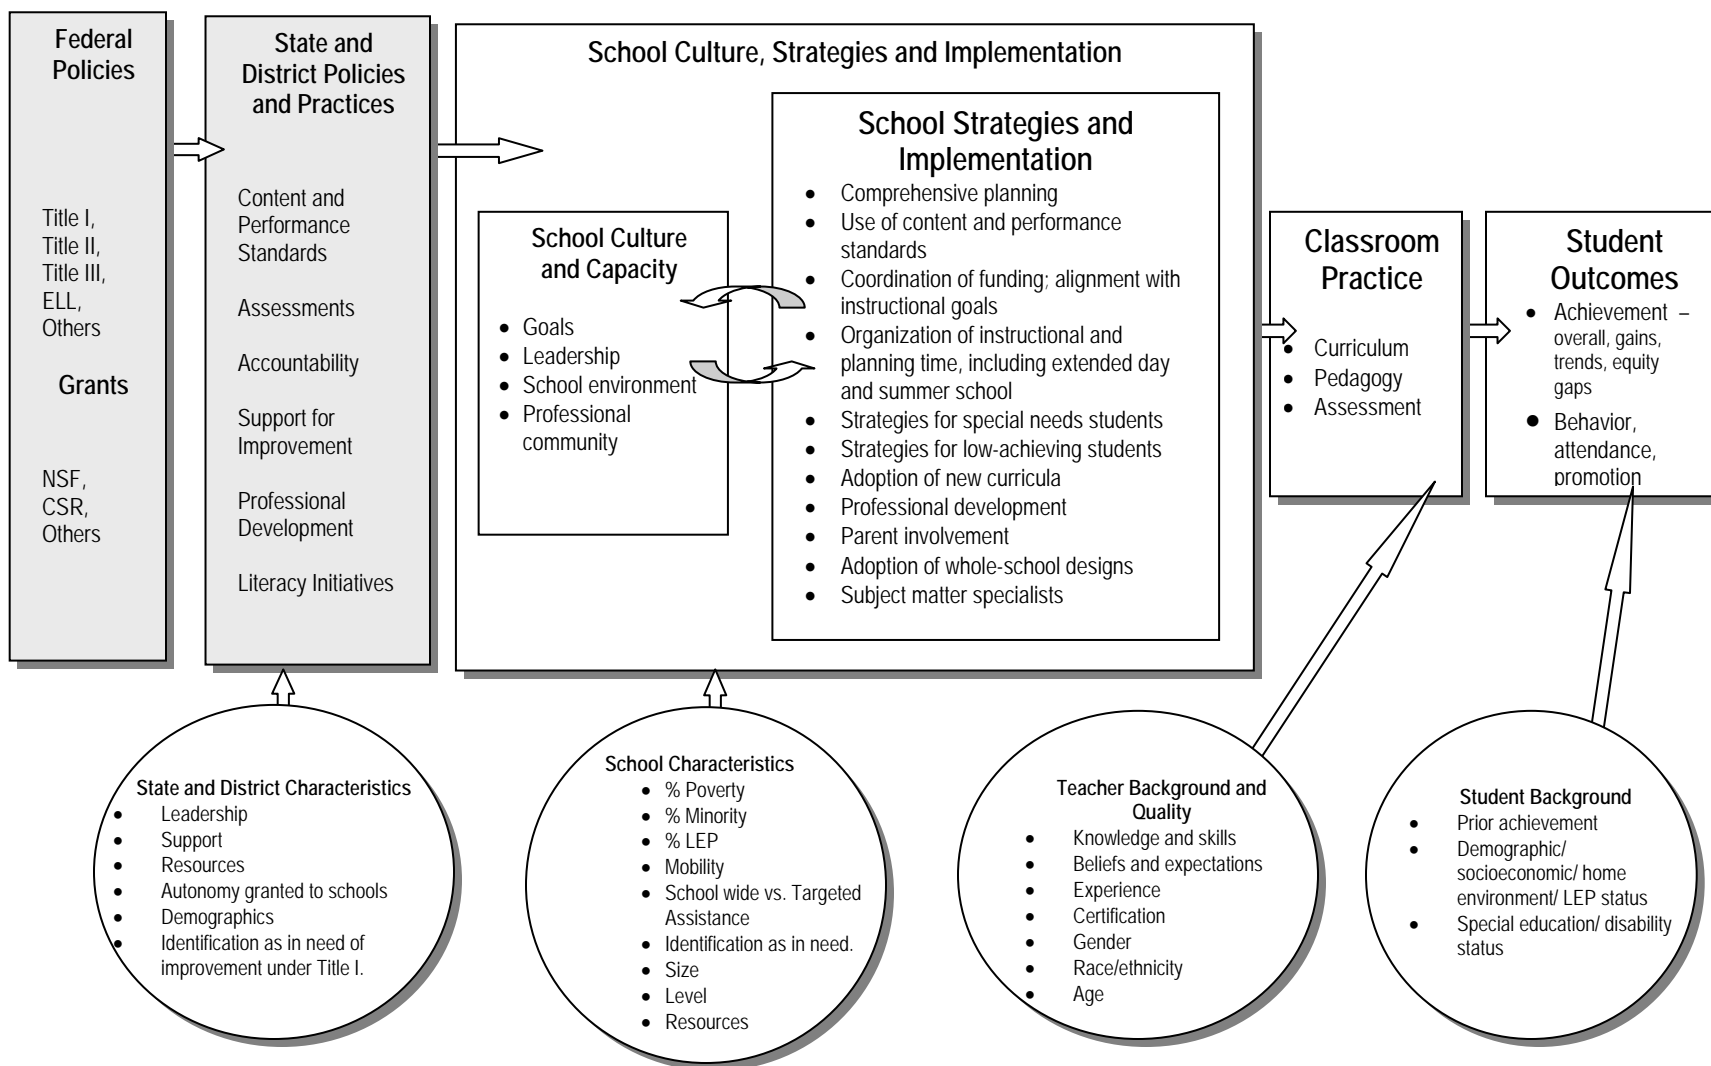 Federal
Policies
Title I,
Title II,
Title III,
ELL,
Others
Grants
NSF,
CSR,
Others
State and
District Policies
and Practices
Content and
Performance
Standards
Assessments
Accountability
Support for
Improvement
Professional
Development
Literacy Initiatives
School Culture, Strategies and Implementation
School Culture
and Capacity
• Goals
• Leadership
• School environment
• Professional
community
School Strategies and
Implementation
• Comprehensive planning
• Use of content and performance
standards
• Coordination of funding; alignment with
instructional goals
• Organization of instructional and
planning time, including extended day
and summer school
• Strategies for special needs students
• Strategies for low-achieving students
• Adoption of new curricula
• Professional development
• Parent involvement
• Adoption of whole-school designs
• Subject matter specialists
Classroom
Practice
• Curriculum
• Pedagogy
• Assessment
Student
Outcomes
• Achievement –
overall, gains,
trends, equity
gaps
• Behavior,
attendance,
promotion
State and District Characteristics
• Leadership
• Support
• Resources
• Autonomy granted to schools
• Demographics
• Identification as in need of
improvement under Title I.
School Characteristics
• % Poverty
• % Minority
• % LEP
• Mobility
• School wide vs. Targeted
Assistance
• Identification as in need.
• Size
• Level
• Resources
Teacher Background and
Quality
• Knowledge and skills
• Beliefs and expectations
• Experience
• Certification
• Gender
• Race/ethnicity
• Age
Student Background
• Prior achievement
• Demographic/
socioeconomic/ home
environment/ LEP status
• Special education/ disability
status